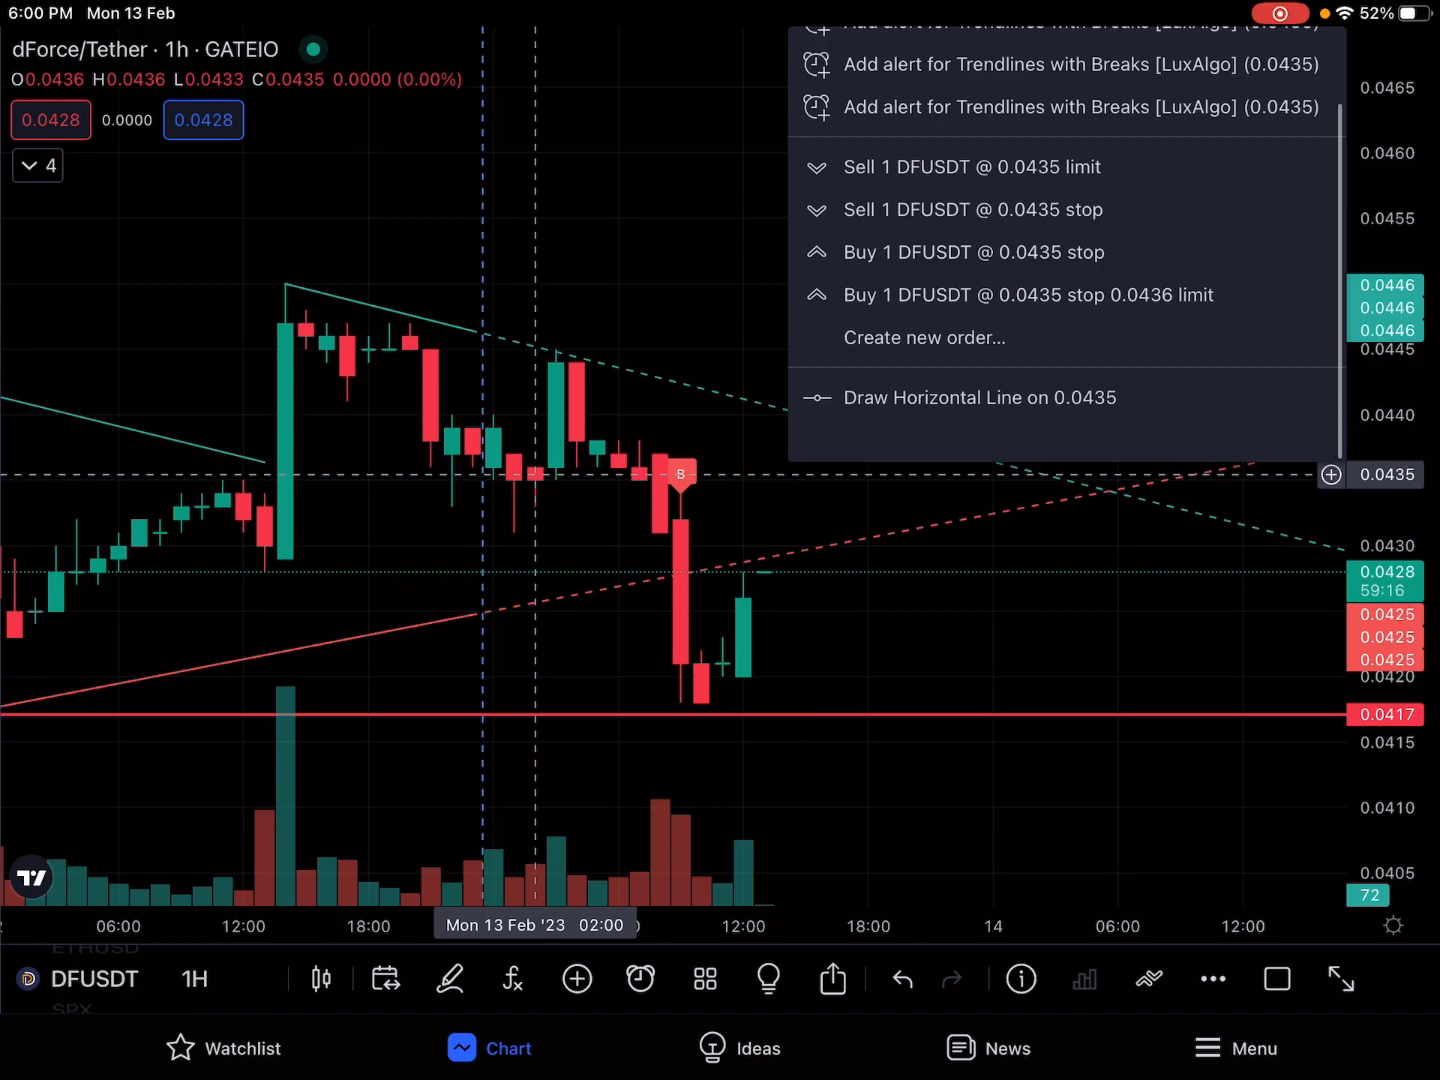 6:00 PM Mon 13 Feb
52%
dForce/Tether · 1h · GATEIO
O0.0436 H0.0436 L0.0433 C0.0435 0.0000 (0.00%)
0.0428 0.0000 0.0428
4
Add alert for Trendlines with Breaks [LuxAlgo] (0.0435)
Add alert for Trendlines with Breaks [LuxAlgo] (0.0435)
Sell 1 DFUSDT @ 0.0435 limit
Sell 1 DFUSDT @ 0.0435 stop
Buy 1 DFUSDT @ 0.0435 stop
Buy 1 DFUSDT @ 0.0435 stop 0.0436 limit
Create new order...
Draw Horizontal Line on 0.0435
B
0.0465
0.0460
0.0455
0.0446
0.0446
0.0446
0.0445
0.0440
0.0435
0.0430
0.0428
59:16
0.0425
0.0425
0.0425
0.0420
0.0417
0.0415
0.0410
0.0405
72
06:00 12:00 18:00 Mon 13 Feb '23 02:00 12:00 18:00 14 06:00 12:00
ETHUSD
DFUSDT 1H
SPX
Watchlist Chart Ideas News Menu